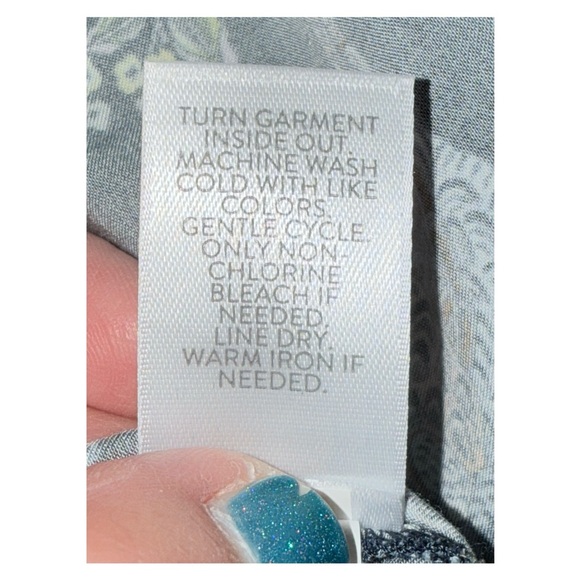 TURN GARMENT
INSIDE OUT.
MACHINE WASH
COLD WITH LIKE
COLORS.
GENTLE CYCLE.
ONLY NON-
CHLORINE
BLEACH IF
NEEDED.
LINE DRY.
WARM IRON IF
NEEDED.